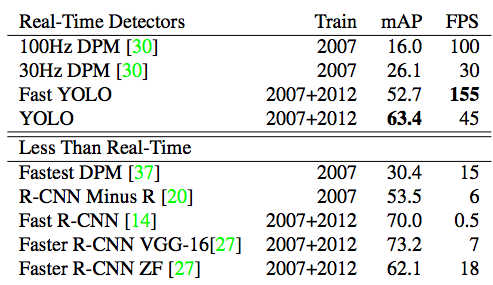 Real-Time Detectors Train mAP FPS
100Hz DPM [30] 2007 16.0 100
30Hz DPM [30] 2007 26.1 30
Fast YOLO 2007+2012 52.7 155
YOLO 2007+2012 63.4 45
Less Than Real-Time
Fastest DPM [37] 2007 30.4 15
R-CNN Minus R [20] 2007 53.5 6
Fast R-CNN [14] 2007+2012 70.0 0.5
Faster R-CNN VGG-16[27] 2007+2012 73.2 7
Faster R-CNN ZF [27] 2007+2012 62.1 18